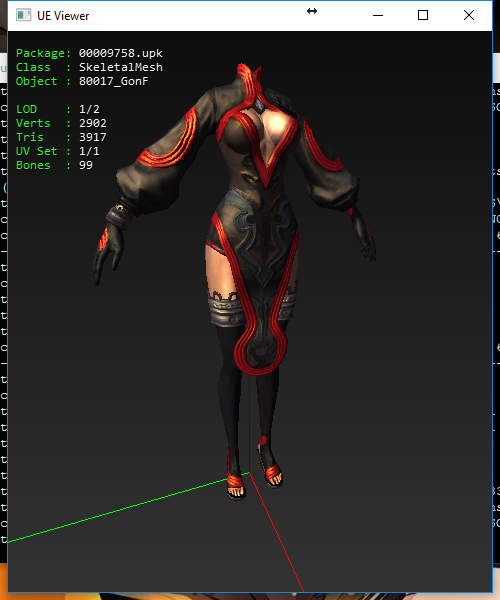 UE Viewer
Package: 00009758.upk
Class  : SkeletalMesh
Object : 80017_GonF
LOD    : 1/2
Verts  : 2902
Tris   : 3917
UV Set : 1/1
Bones  : 99